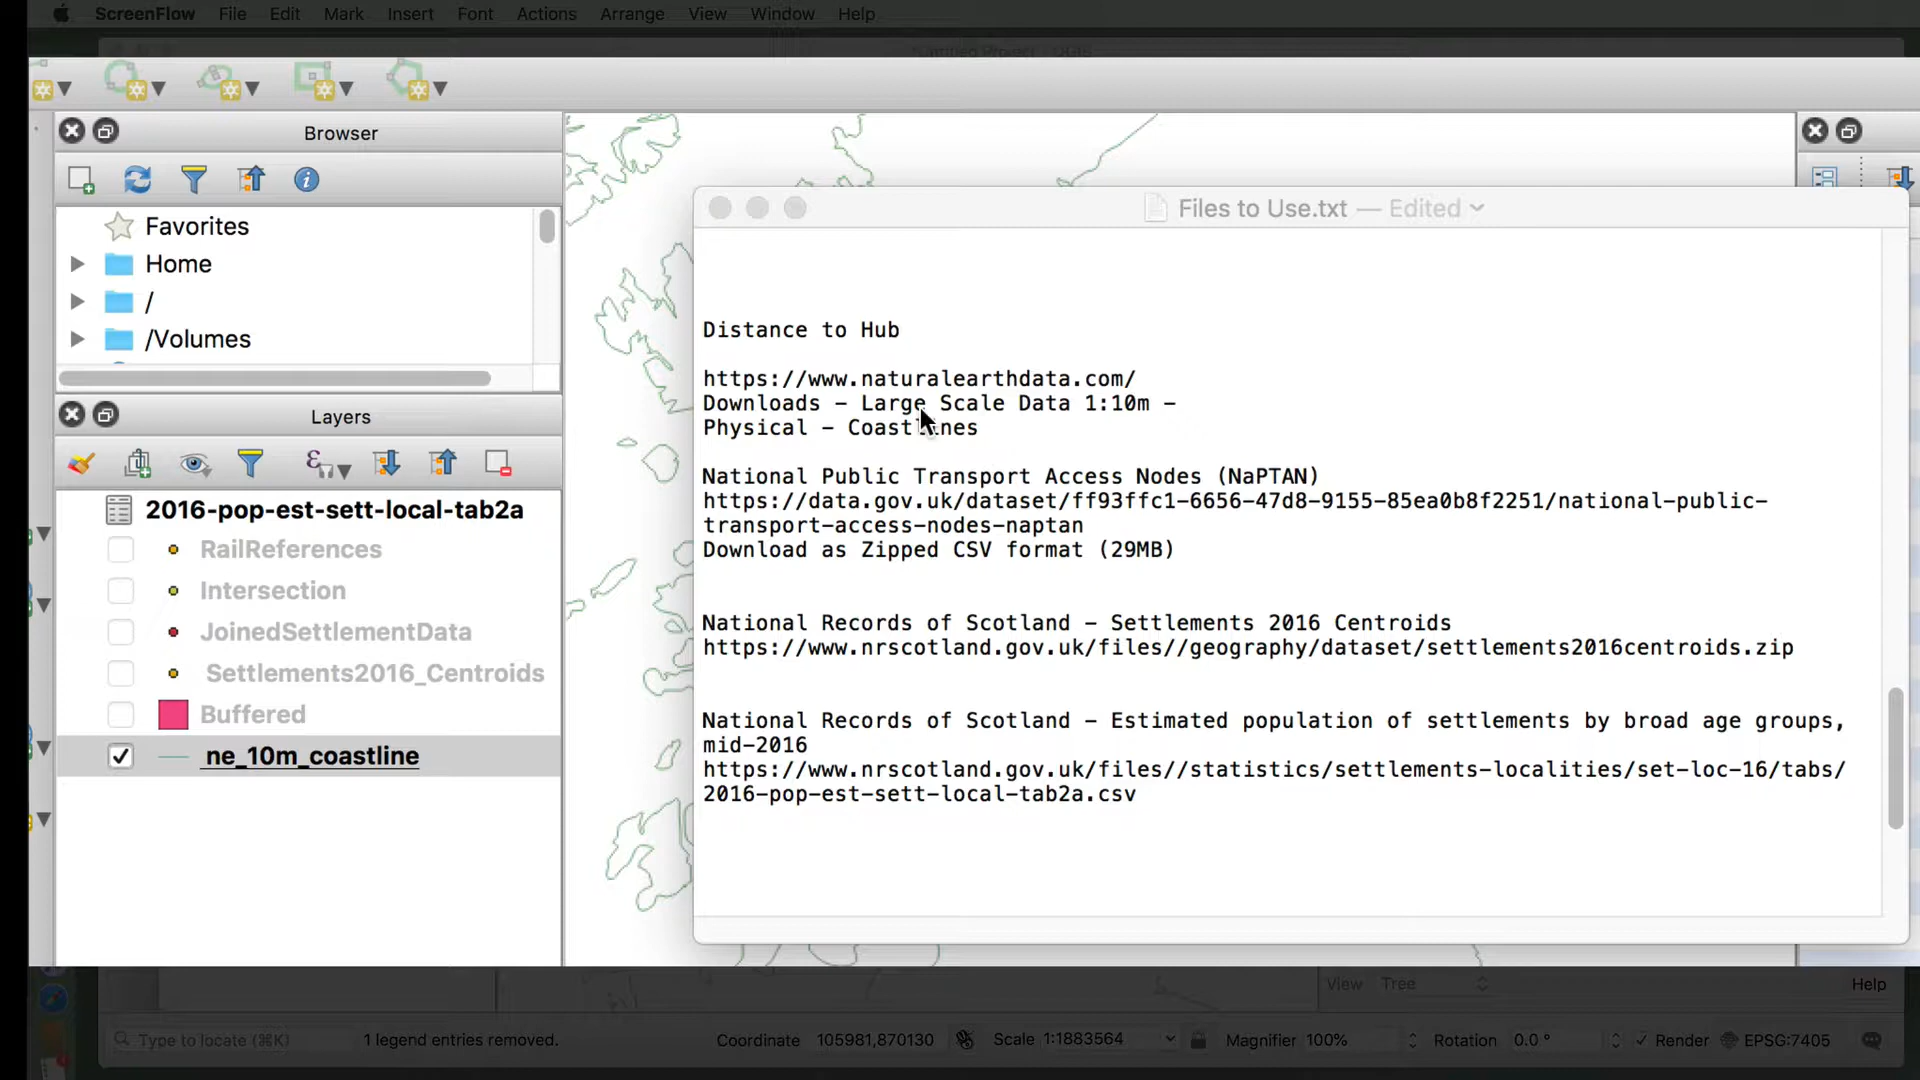 ScreenFlow File Edit Mark Insert Font Actions Arrange View Window Help
*Untitled Project — QGIS
Browser
Favorites
Home
/
/Volumes
Layers
2016-pop-est-sett-local-tab2a
RailReferences
Intersection
JoinedSettlementData
Settlements2016_Centroids
Buffered
ne_10m_coastline
Files to Use.txt — Edited
Distance to Hub
https://www.naturalearthdata.com/
Downloads – Large Scale Data 1:10m –
Physical – Coastlines
National Public Transport Access Nodes (NaPTAN)
https://data.gov.uk/dataset/ff93ffc1-6656-47d8-9155-85ea0b8f2251/national-public-
transport-access-nodes-naptan
Download as Zipped CSV format (29MB)
National Records of Scotland – Settlements 2016 Centroids
https://www.nrscotland.gov.uk/files//geography/dataset/settlements2016centroids.zip
National Records of Scotland – Estimated population of settlements by broad age groups,
mid-2016
https://www.nrscotland.gov.uk/files//statistics/settlements-localities/set-loc-16/tabs/
2016-pop-est-sett-local-tab2a.csv
View Tree Help
Type to locate (⌘K) 1 legend entries removed. Coordinate 105981,870130 Scale 1:1883564 Magnifier 100% Rotation 0.0 ° Render EPSG:7405